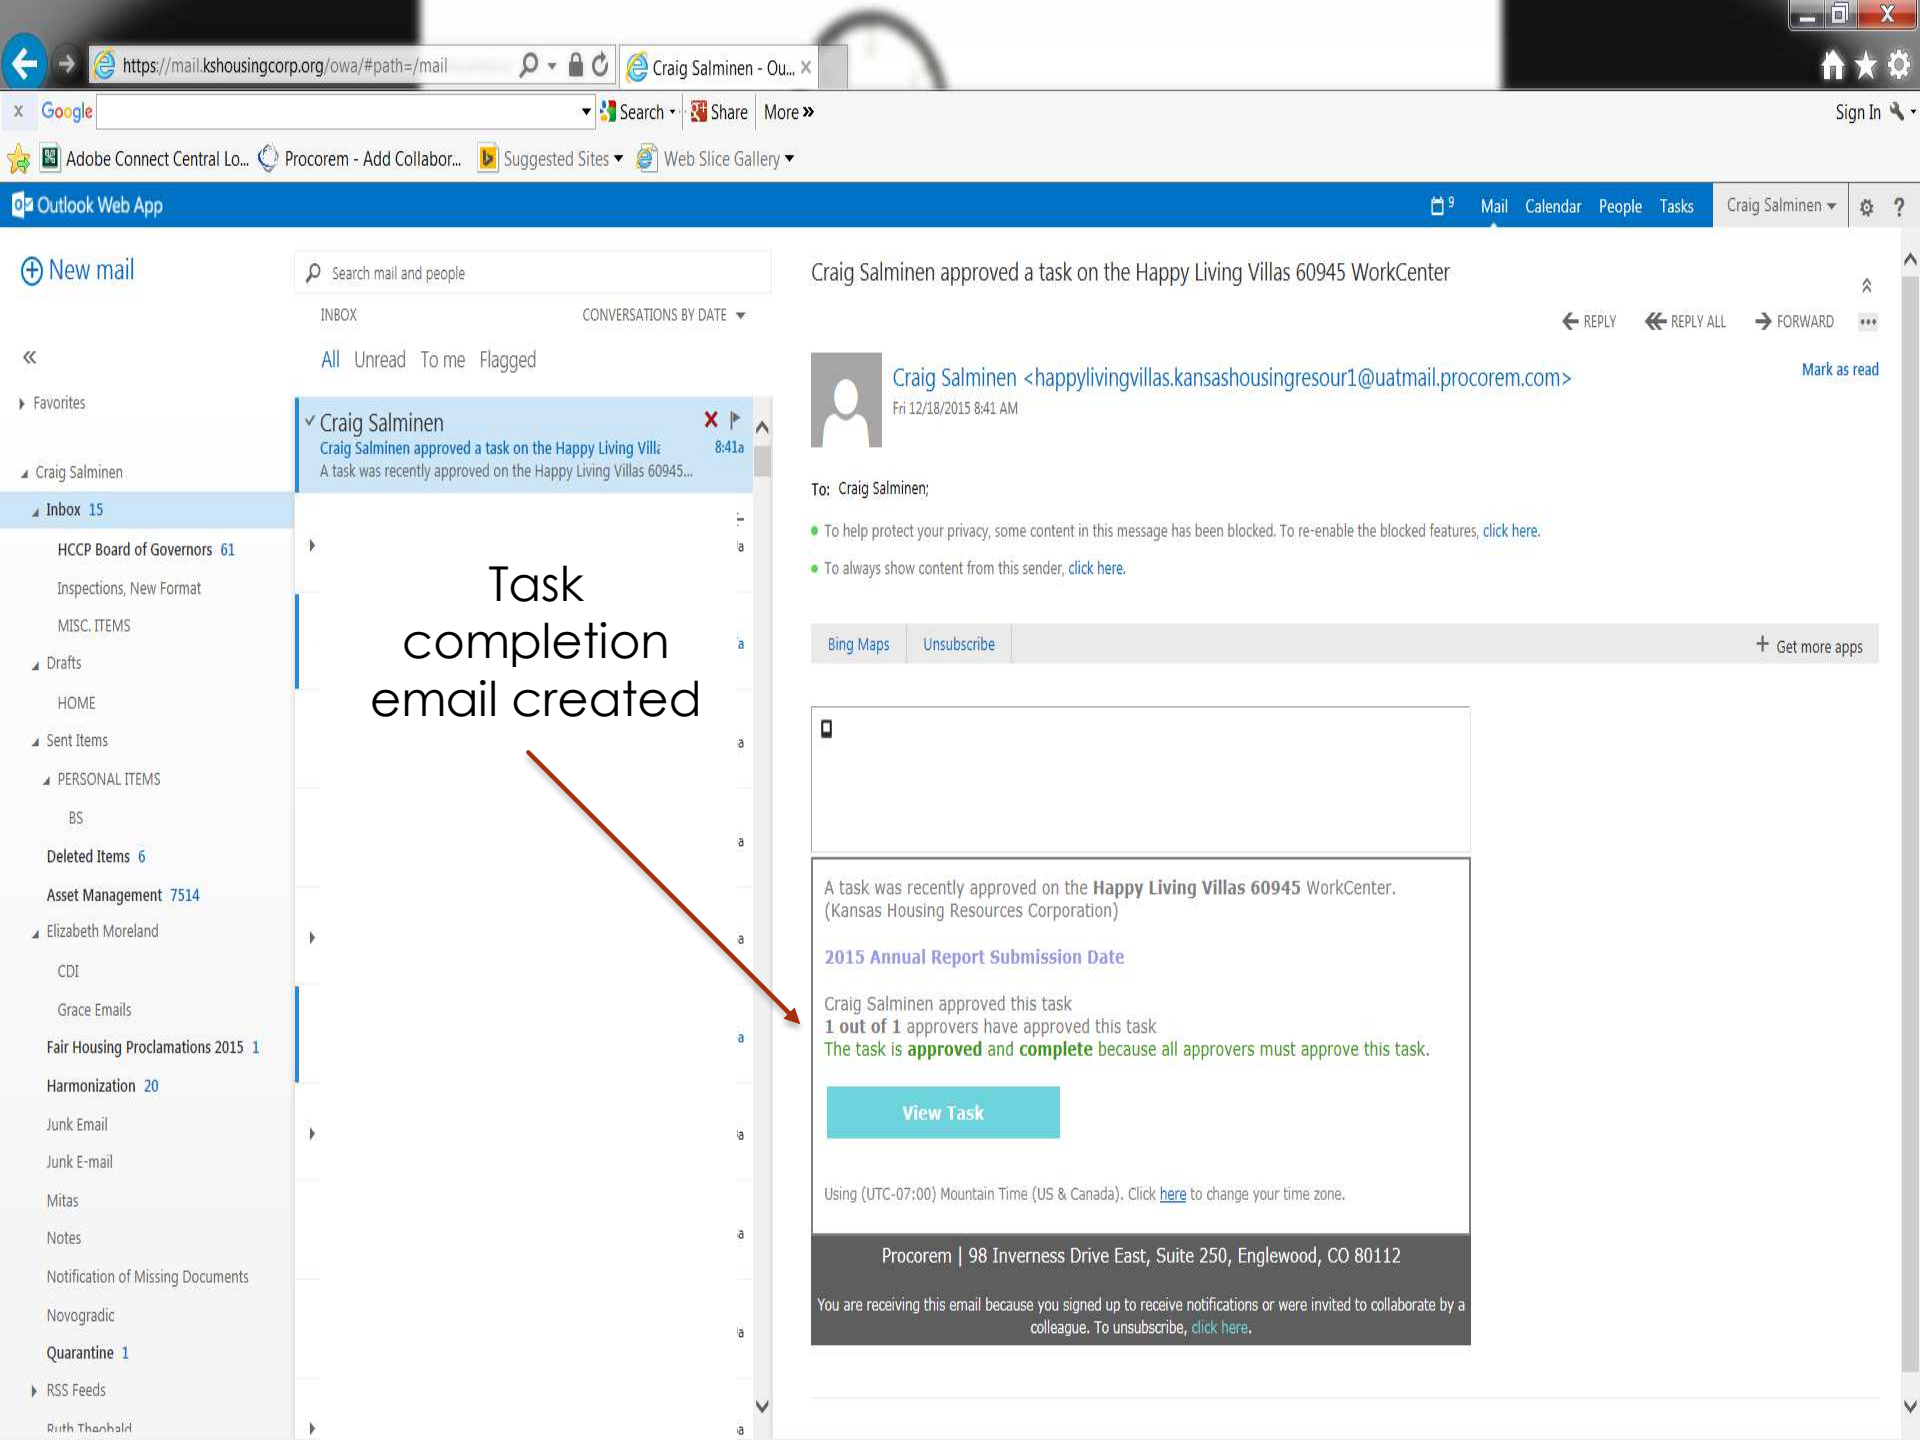 https://mail.kshousingcorp.org/owa/#path=/mail
Craig Salminen - Ou...
x Google
Search
Share
More »
Sign In
Adobe Connect Central Lo...
Procorem - Add Collabor...
Suggested Sites
Web Slice Gallery
Outlook Web App
9
Mail
Calendar
People
Tasks
Craig Salminen
?
New mail
Search mail and people
INBOX
CONVERSATIONS BY DATE
All Unread To me Flagged
Favorites
Craig Salminen
Inbox 15
HCCP Board of Governors 61
Inspections, New Format
MISC. ITEMS
Drafts
HOME
Sent Items
PERSONAL ITEMS
BS
Deleted Items 6
Asset Management 7514
Elizabeth Moreland
CDI
Grace Emails
Fair Housing Proclamations 2015 1
Harmonization 20
Junk Email
Junk E-mail
Mitas
Notes
Notification of Missing Documents
Novogradic
Quarantine 1
RSS Feeds
Ruth Theobald
Craig Salminen
Craig Salminen approved a task on the Happy Living Villa
8:41a
A task was recently approved on the Happy Living Villas 60945...
Task
completion
email created
Craig Salminen approved a task on the Happy Living Villas 60945 WorkCenter
REPLY
REPLY ALL
FORWARD
...
Craig Salminen <happylivingvillas.kansashousingresour1@uatmail.procorem.com>
Mark as read
Fri 12/18/2015 8:41 AM
To: Craig Salminen;
To help protect your privacy, some content in this message has been blocked. To re-enable the blocked features, click here.
To always show content from this sender, click here.
Bing Maps
Unsubscribe
+ Get more apps
A task was recently approved on the Happy Living Villas 60945 WorkCenter.
(Kansas Housing Resources Corporation)
2015 Annual Report Submission Date
Craig Salminen approved this task
1 out of 1 approvers have approved this task
The task is approved and complete because all approvers must approve this task.
View Task
Using (UTC-07:00) Mountain Time (US & Canada). Click here to change your time zone.
Procorem | 98 Inverness Drive East, Suite 250, Englewood, CO 80112
You are receiving this email because you signed up to receive notifications or were invited to collaborate by a
colleague. To unsubscribe, click here.